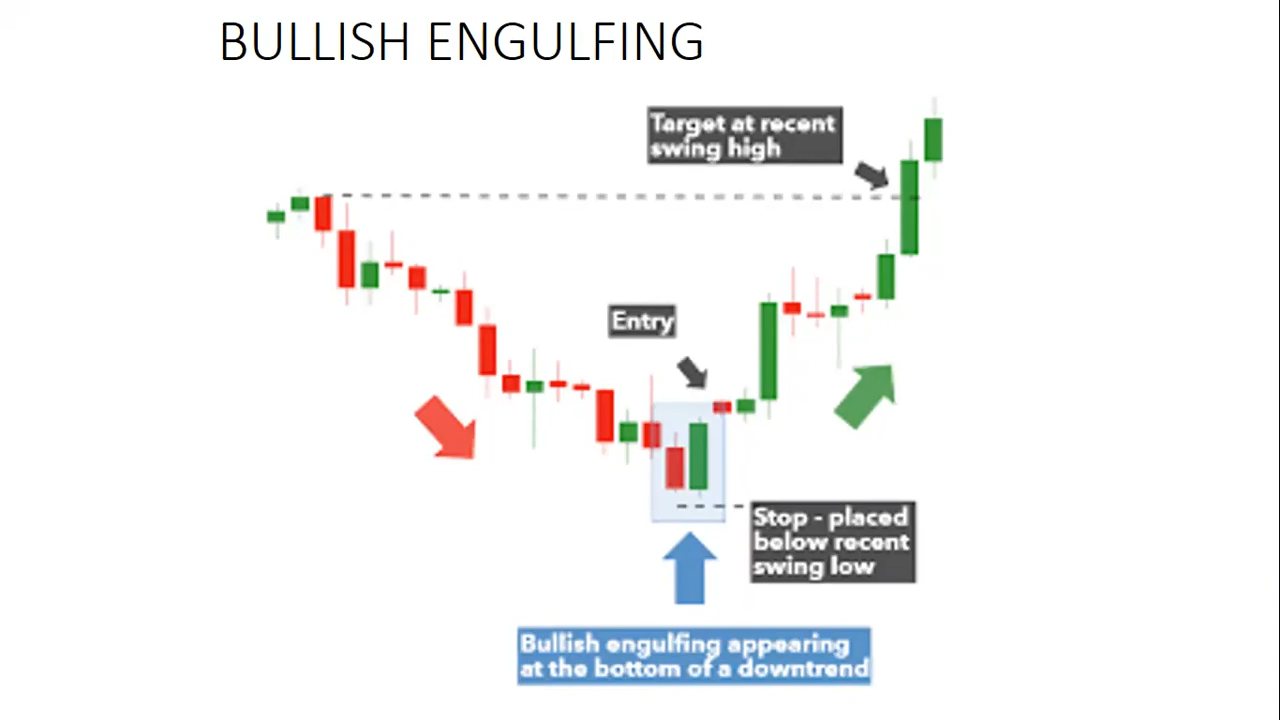 BULLISH ENGULFING
Target at recent
swing high
Entry
Stop - placed
below recent
swing low
Bullish engulfing appearing
at the bottom of a downtrend